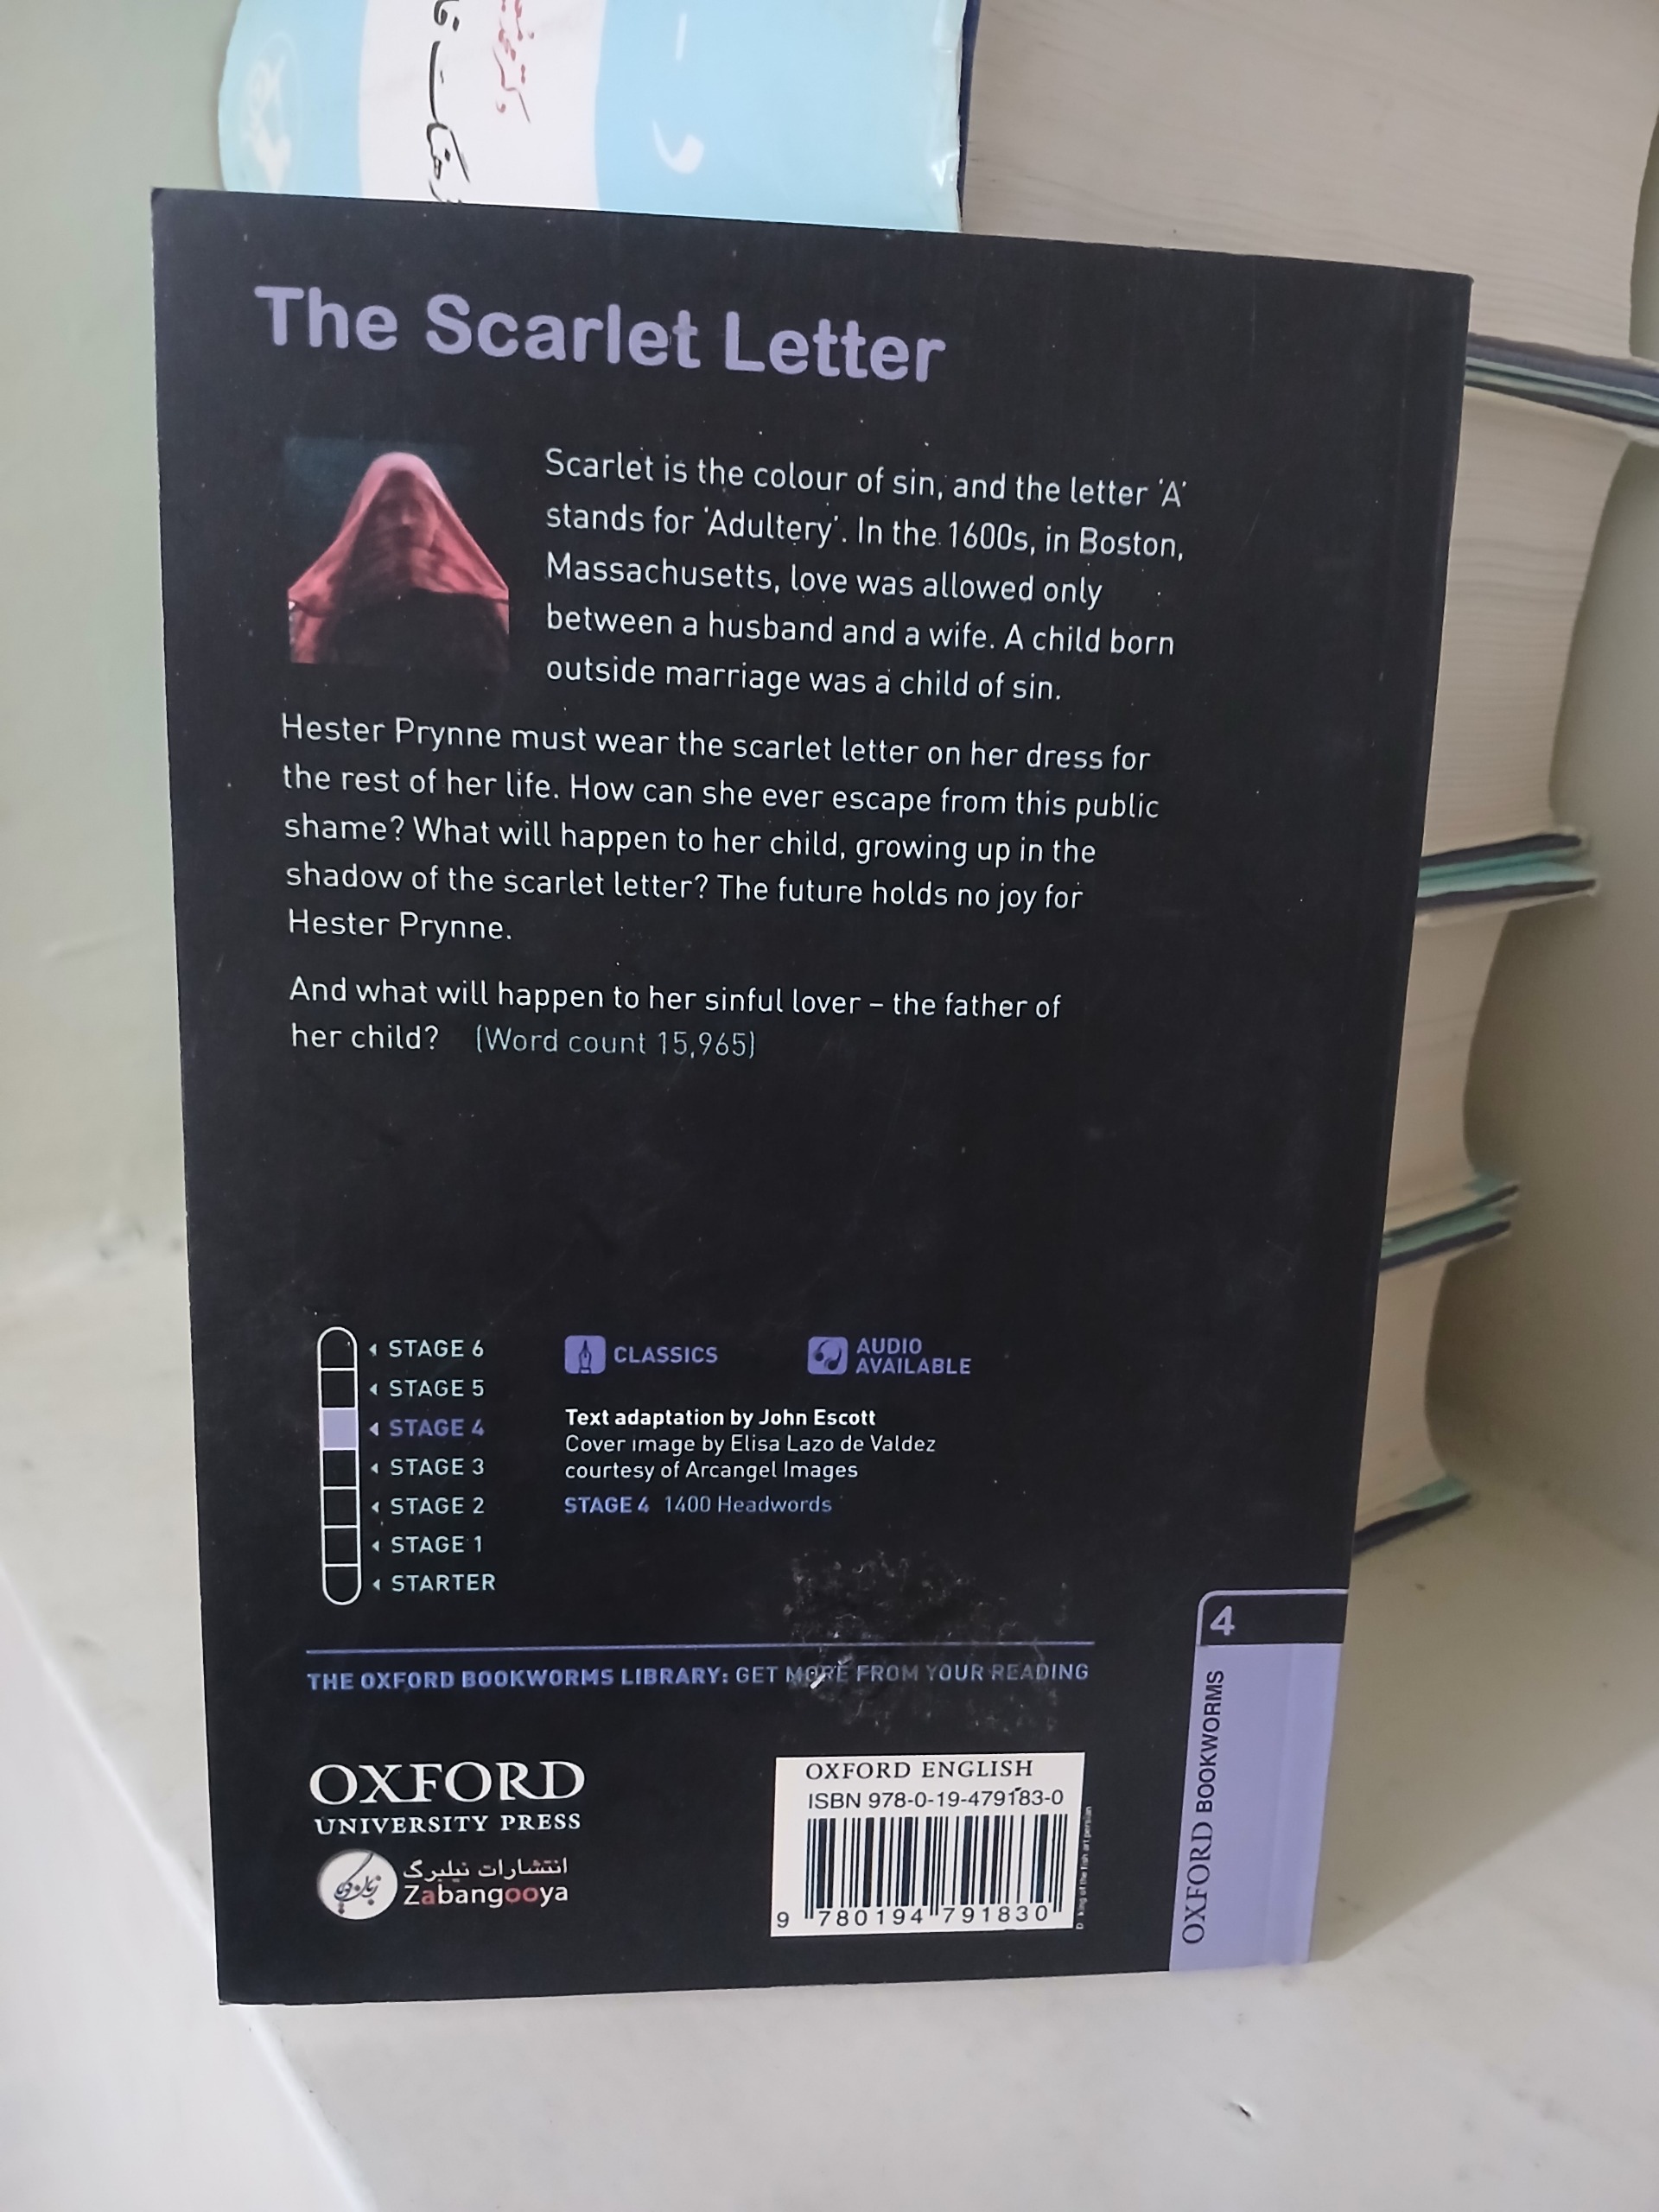 The Scarlet Letter
Scarlet is the colour of sin, and the letter ‘A’
stands for ‘Adultery’. In the 1600s, in Boston,
Massachusetts, love was allowed only
between a husband and a wife. A child born
outside marriage was a child of sin.
Hester Prynne must wear the scarlet letter on her dress for
the rest of her life. How can she ever escape from this public
shame? What will happen to her child, growing up in the
shadow of the scarlet letter? The future holds no joy for
Hester Prynne.
And what will happen to her sinful lover – the father of
her child? (Word count 15,965)
STAGE 6
STAGE 5
STAGE 4
STAGE 3
STAGE 2
STAGE 1
STARTER
CLASSICS
AUDIO
AVAILABLE
Text adaptation by John Escott
Cover image by Elisa Lazo de Valdez
courtesy of Arcangel Images
STAGE 4 1400 Headwords
THE OXFORD BOOKWORMS LIBRARY: GET MORE FROM YOUR READING
OXFORD
UNIVERSITY PRESS
زبان گویا
انتشارات نیلبرگ
Zabangooya
OXFORD ENGLISH
ISBN 978-0-19-479183-0
9 780194 791830
D : king of the fish art persian
4
OXFORD BOOKWORMS